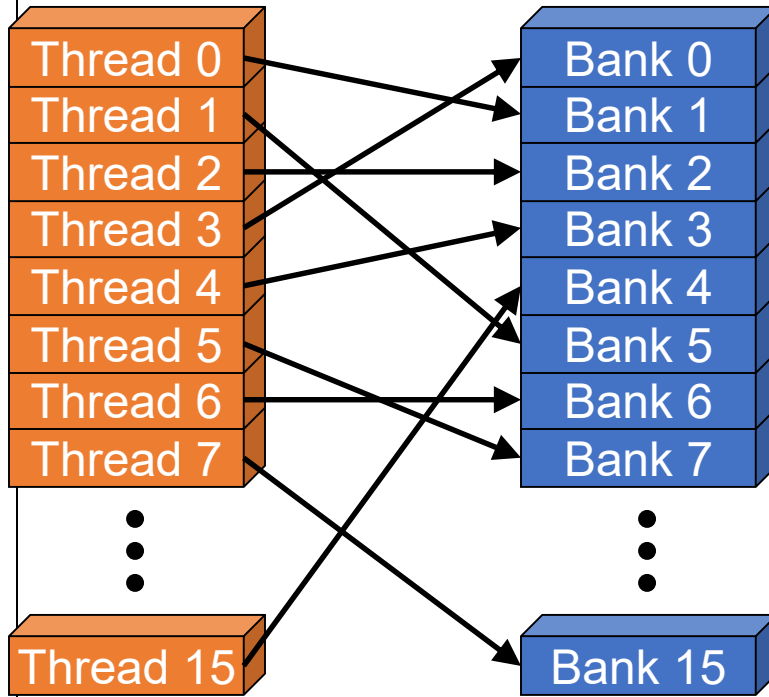 Thread 0
Thread 1
Thread 2
Thread 3
Thread 4
Thread 5
Thread 6
Thread 7
Thread 15
Bank 0
Bank 1
Bank 2
Bank 3
Bank 4
Bank 5
Bank 6
Bank 7
Bank 15